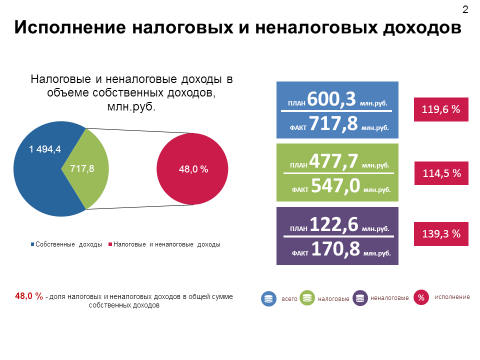 2
Исполнение налоговых и неналоговых доходов
Налоговые и неналоговые доходы в
объеме собственных доходов,
млн.руб.
1 494,4
717,8
48,0 %
Собственные доходы
Налоговые и неналоговые доходы
48,0 % - доля налоговых и неналоговых доходов в общей сумме
собственных доходов
ПЛАН 600,3 млн.руб.
ФАКТ 717,8 млн.руб.
119,6 %
ПЛАН 477,7 млн.руб.
ФАКТ 547,0 млн.руб.
114,5 %
ПЛАН 122,6 млн.руб.
ФАКТ 170,8 млн.руб.
139,3 %
всего
налоговые
неналоговые
% исполнение